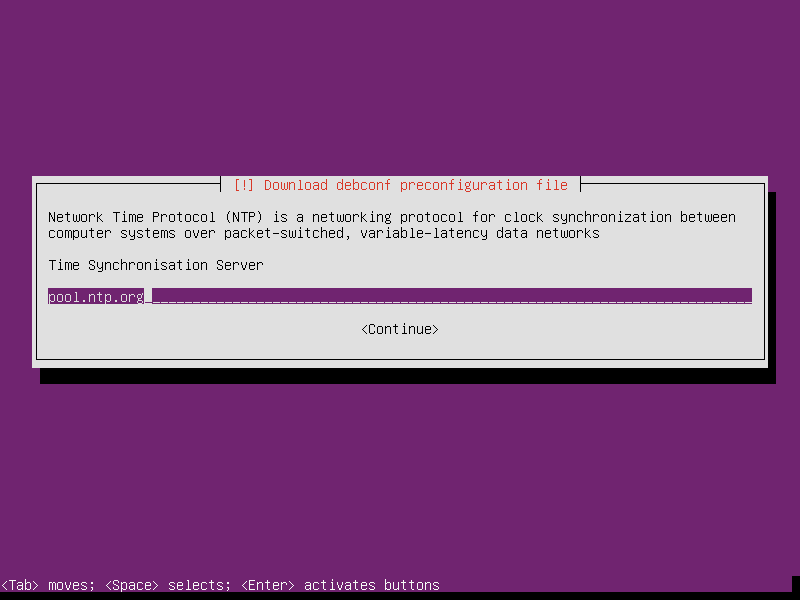 [!] Download debconf preconfiguration file
Network Time Protocol (NTP) is a networking protocol for clock synchronization between
computer systems over packet-switched, variable-latency data networks
Time Synchronisation Server
pool.ntp.org
<Continue>
<Tab> moves; <Space> selects; <Enter> activates buttons